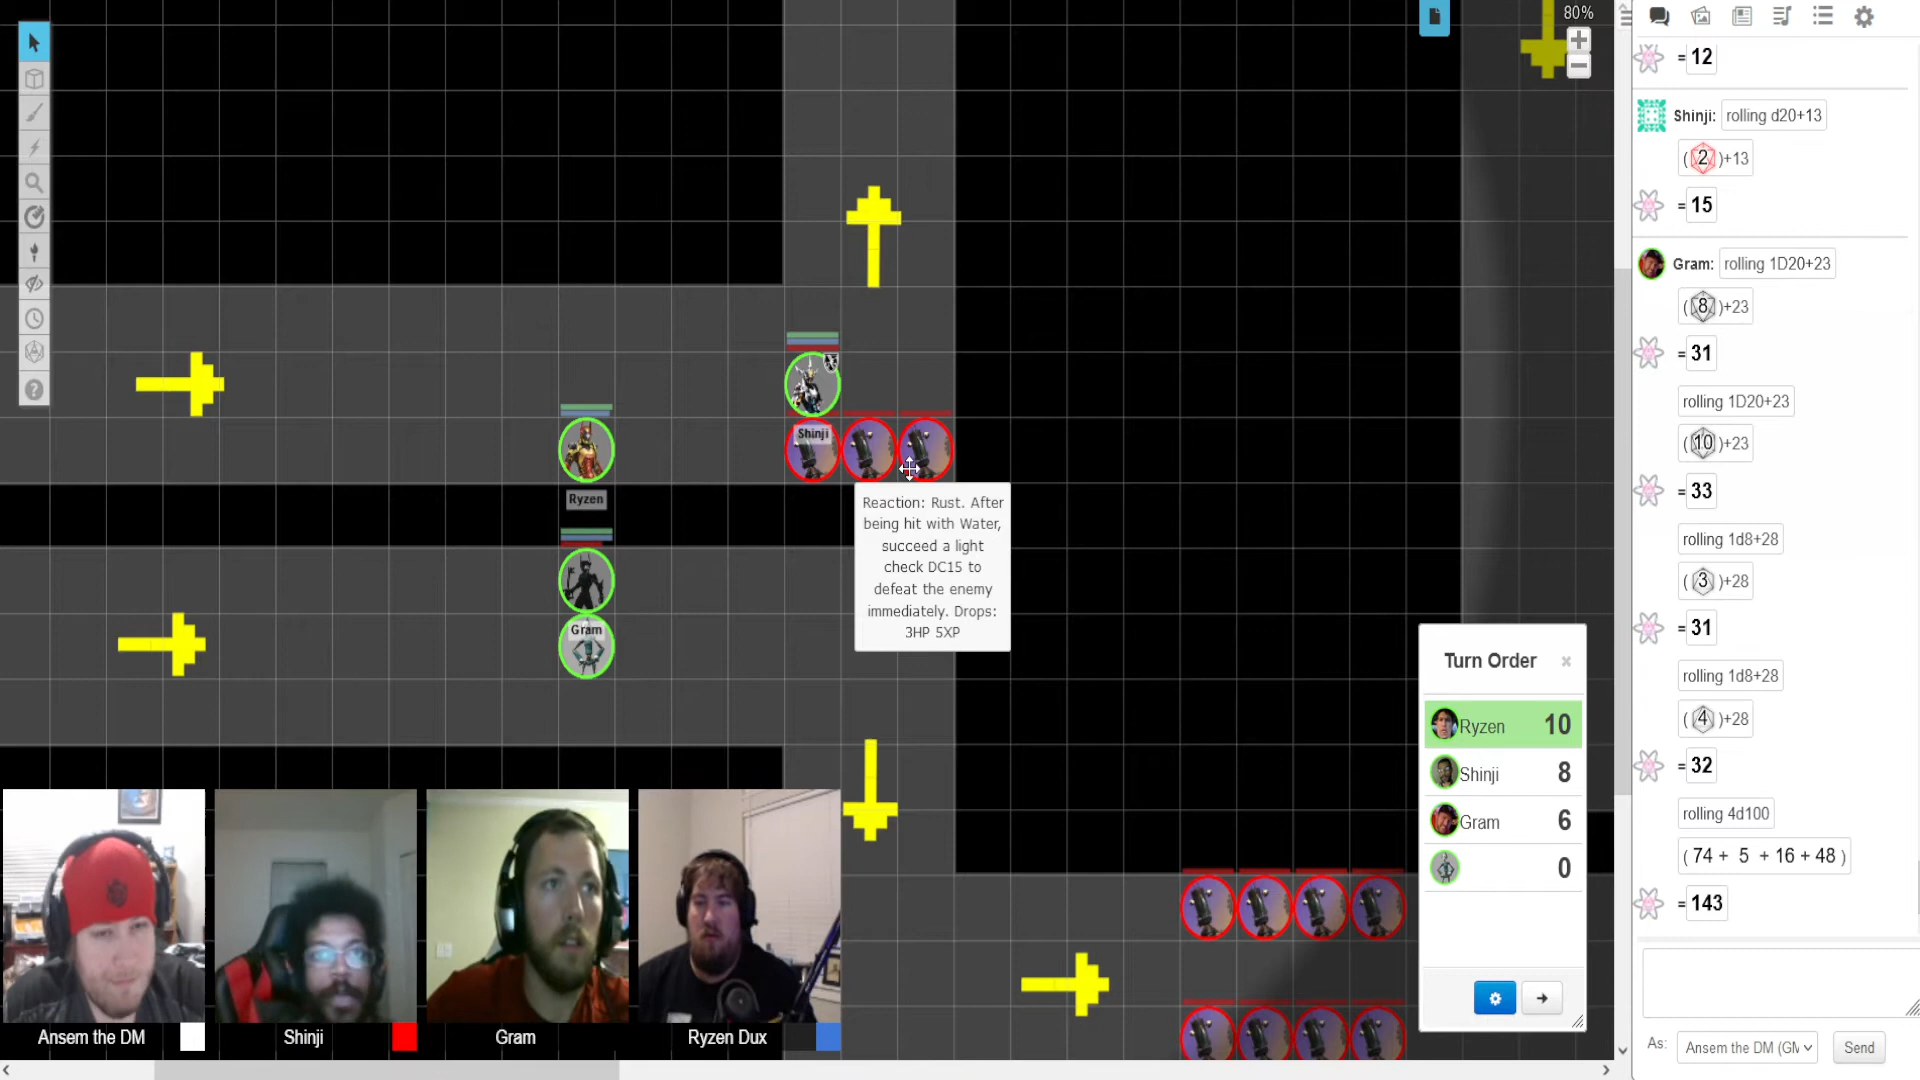 80%
= 12
Shinji: rolling d20+13
( 2 )+13
= 15
Gram: rolling 1D20+23
( 8 )+23
= 31
rolling 1D20+23
( 10 )+23
= 33
rolling 1d8+28
( 3 )+28
= 31
rolling 1d8+28
( 4 )+28
= 32
rolling 4d100
( 74 + 5 + 16 + 48 )
= 143
Shinji
Ryzen
Gram
Reaction: Rust. After
being hit with Water,
succeed a light
check DC15 to
defeat the enemy
immediately. Drops:
3HP 5XP
Turn Order ×
Ryzen 10
Shinji 8
Gram 6
0
Ansem the DM
Shinji
Gram
Ryzen Dux
As: Ansem the DM (GM
Send